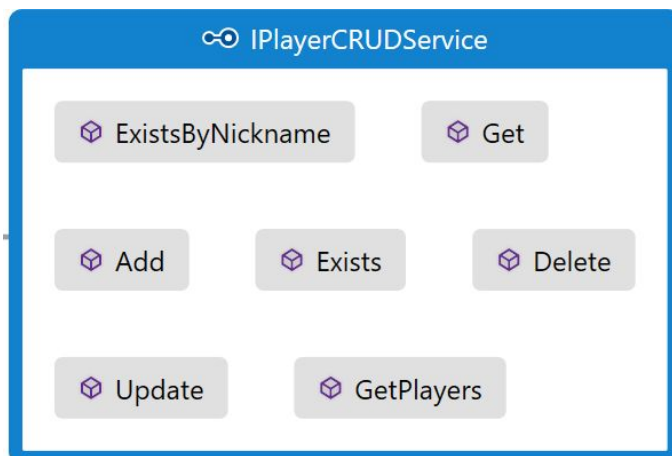 IPlayerCRUDService
ExistsByNickname Get
Add Exists Delete
Update GetPlayers